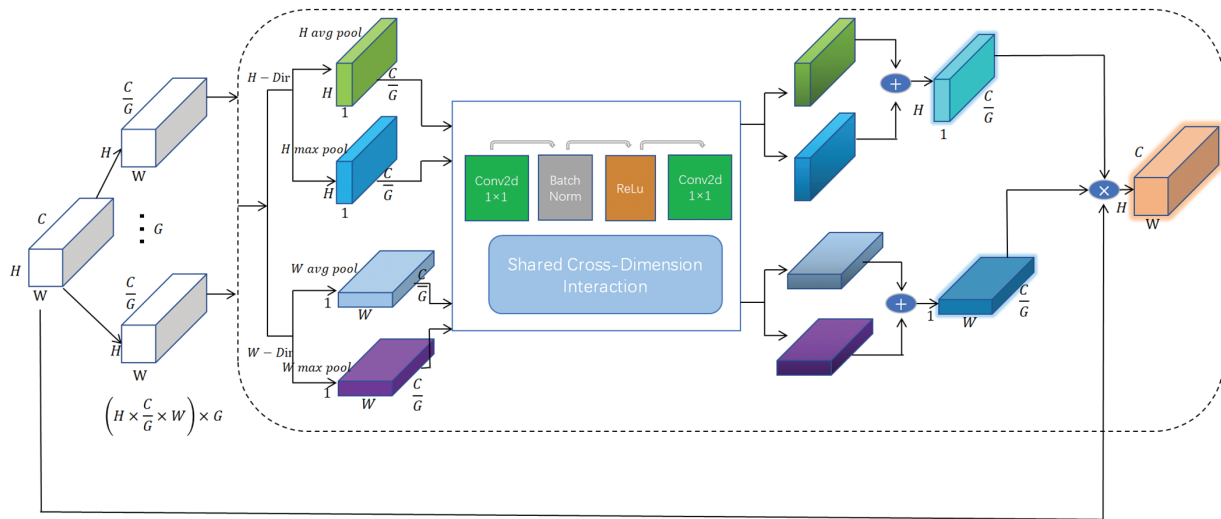 C
H
W
C/G
H
W
⋮ G
C/G
H
W
(H × C/G × W) × G
H avg pool
H − Dir
H
1
C/G
H max pool
H
1
C/G
W avg pool
1
W
C/G
W − Dir
W max pool
1
W
C/G
Conv2d
1×1
Batch
Norm
ReLu
Conv2d
1×1
Shared Cross-Dimension
Interaction
+
H
1
C/G
+
1
W
C/G
×
C
H
W